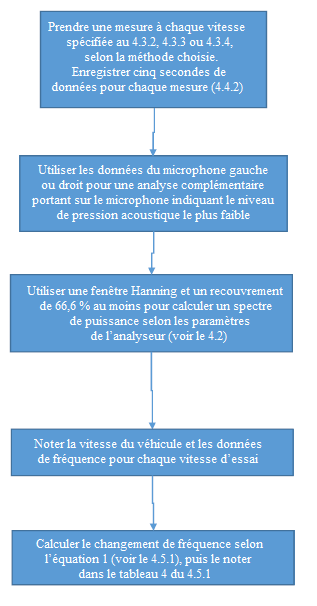 Prendre une mesure à chaque vitesse
spécifiée au 4.3.2, 4.3.3 ou 4.3.4,
selon la méthode choisie.
Enregistrer cinq secondes de
données pour chaque mesure (4.4.2)
Utiliser les données du microphone gauche
ou droit pour une analyse complémentaire
portant sur le microphone indiquant le niveau
de pression acoustique le plus faible
Utiliser une fenêtre Hanning et un recouvrement
de 66,6 % au moins pour calculer un spectre
de puissance selon les paramètres
de l’analyseur (voir le 4.2)
Noter la vitesse du véhicule et les données
de fréquence pour chaque vitesse d’essai
Calculer le changement de fréquence selon
l’équation 1 (voir le 4.5.1), puis le noter
dans le tableau 4 du 4.5.1